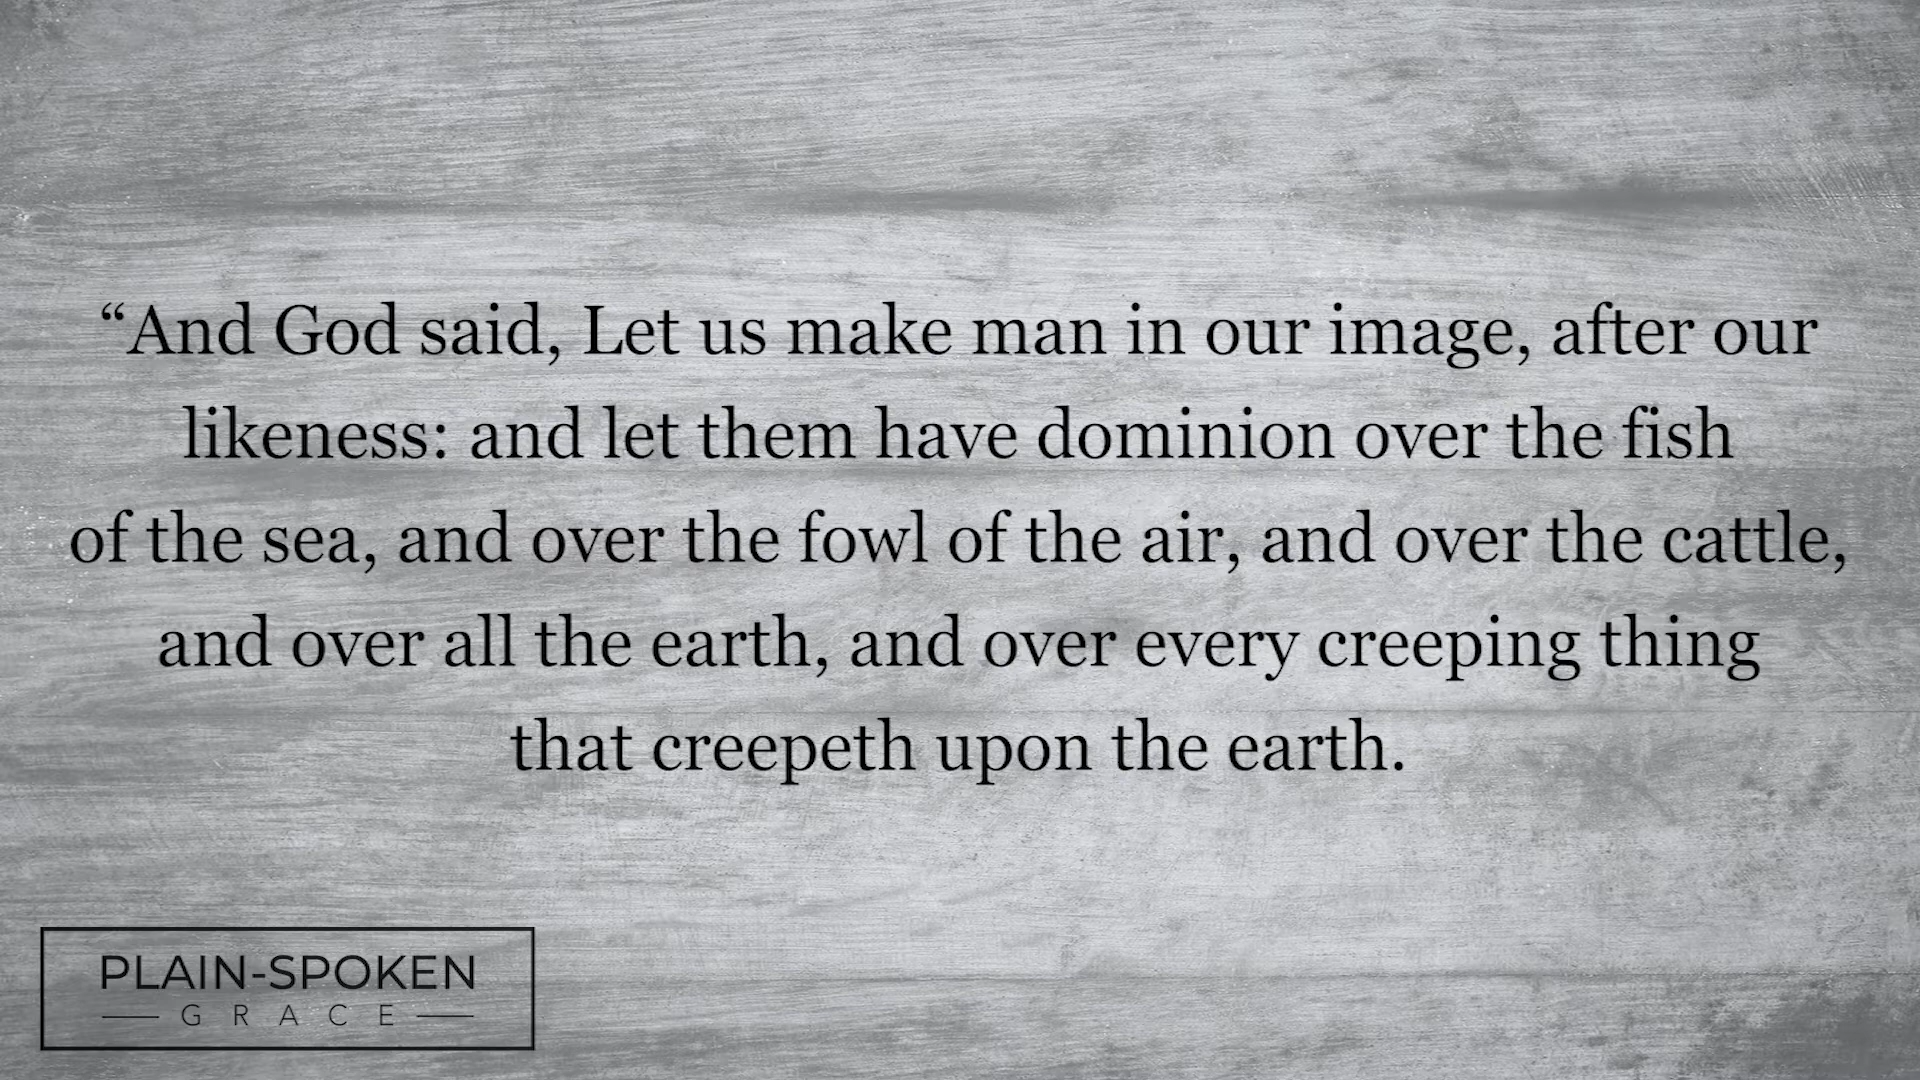 “And God said, Let us make man in our image, after our
likeness: and let them have dominion over the fish
of the sea, and over the fowl of the air, and over the cattle,
and over all the earth, and over every creeping thing
that creepeth upon the earth.
PLAIN-SPOKEN
GRACE